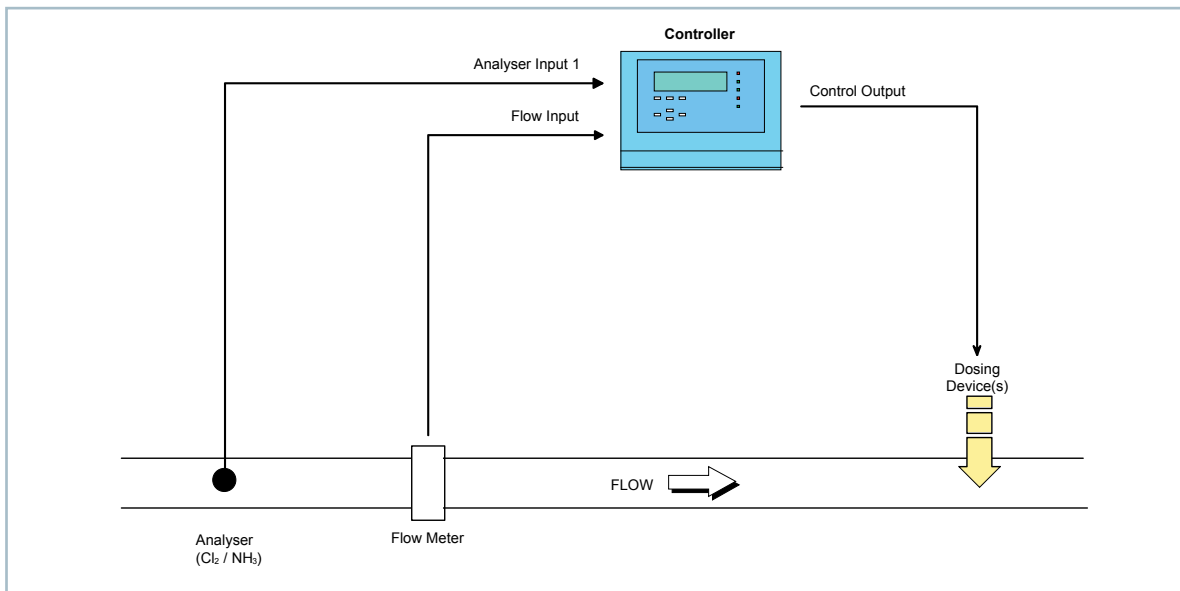 Controller
Analyser Input 1
Control Output
Flow Input
Dosing
Device(s)
FLOW
Analyser
(Cl₂ / NH₃)
Flow Meter